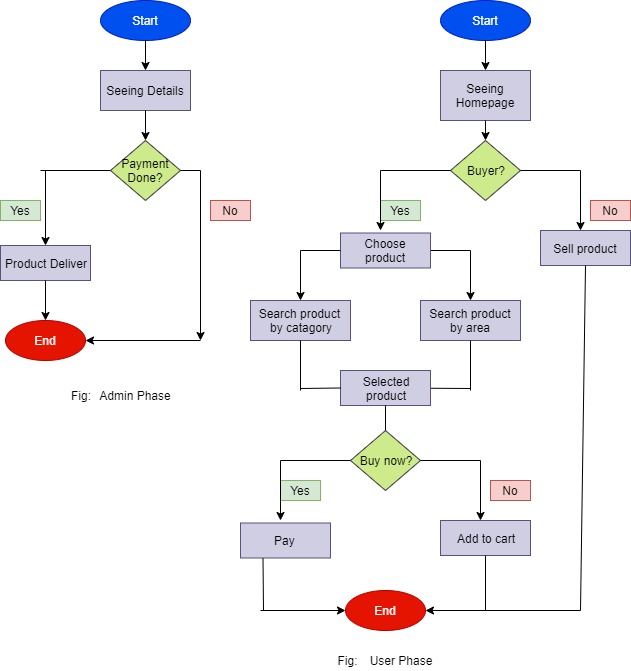 Start
Seeing Details
Payment
Done?
Yes
No
Product Deliver
End
Fig: Admin Phase
Start
Seeing
Homepage
Buyer?
Yes
No
Choose
product
Sell product
Search product
by catagory
Search product
by area
Selected
product
Buy now?
Yes
No
Pay
Add to cart
End
Fig: User Phase